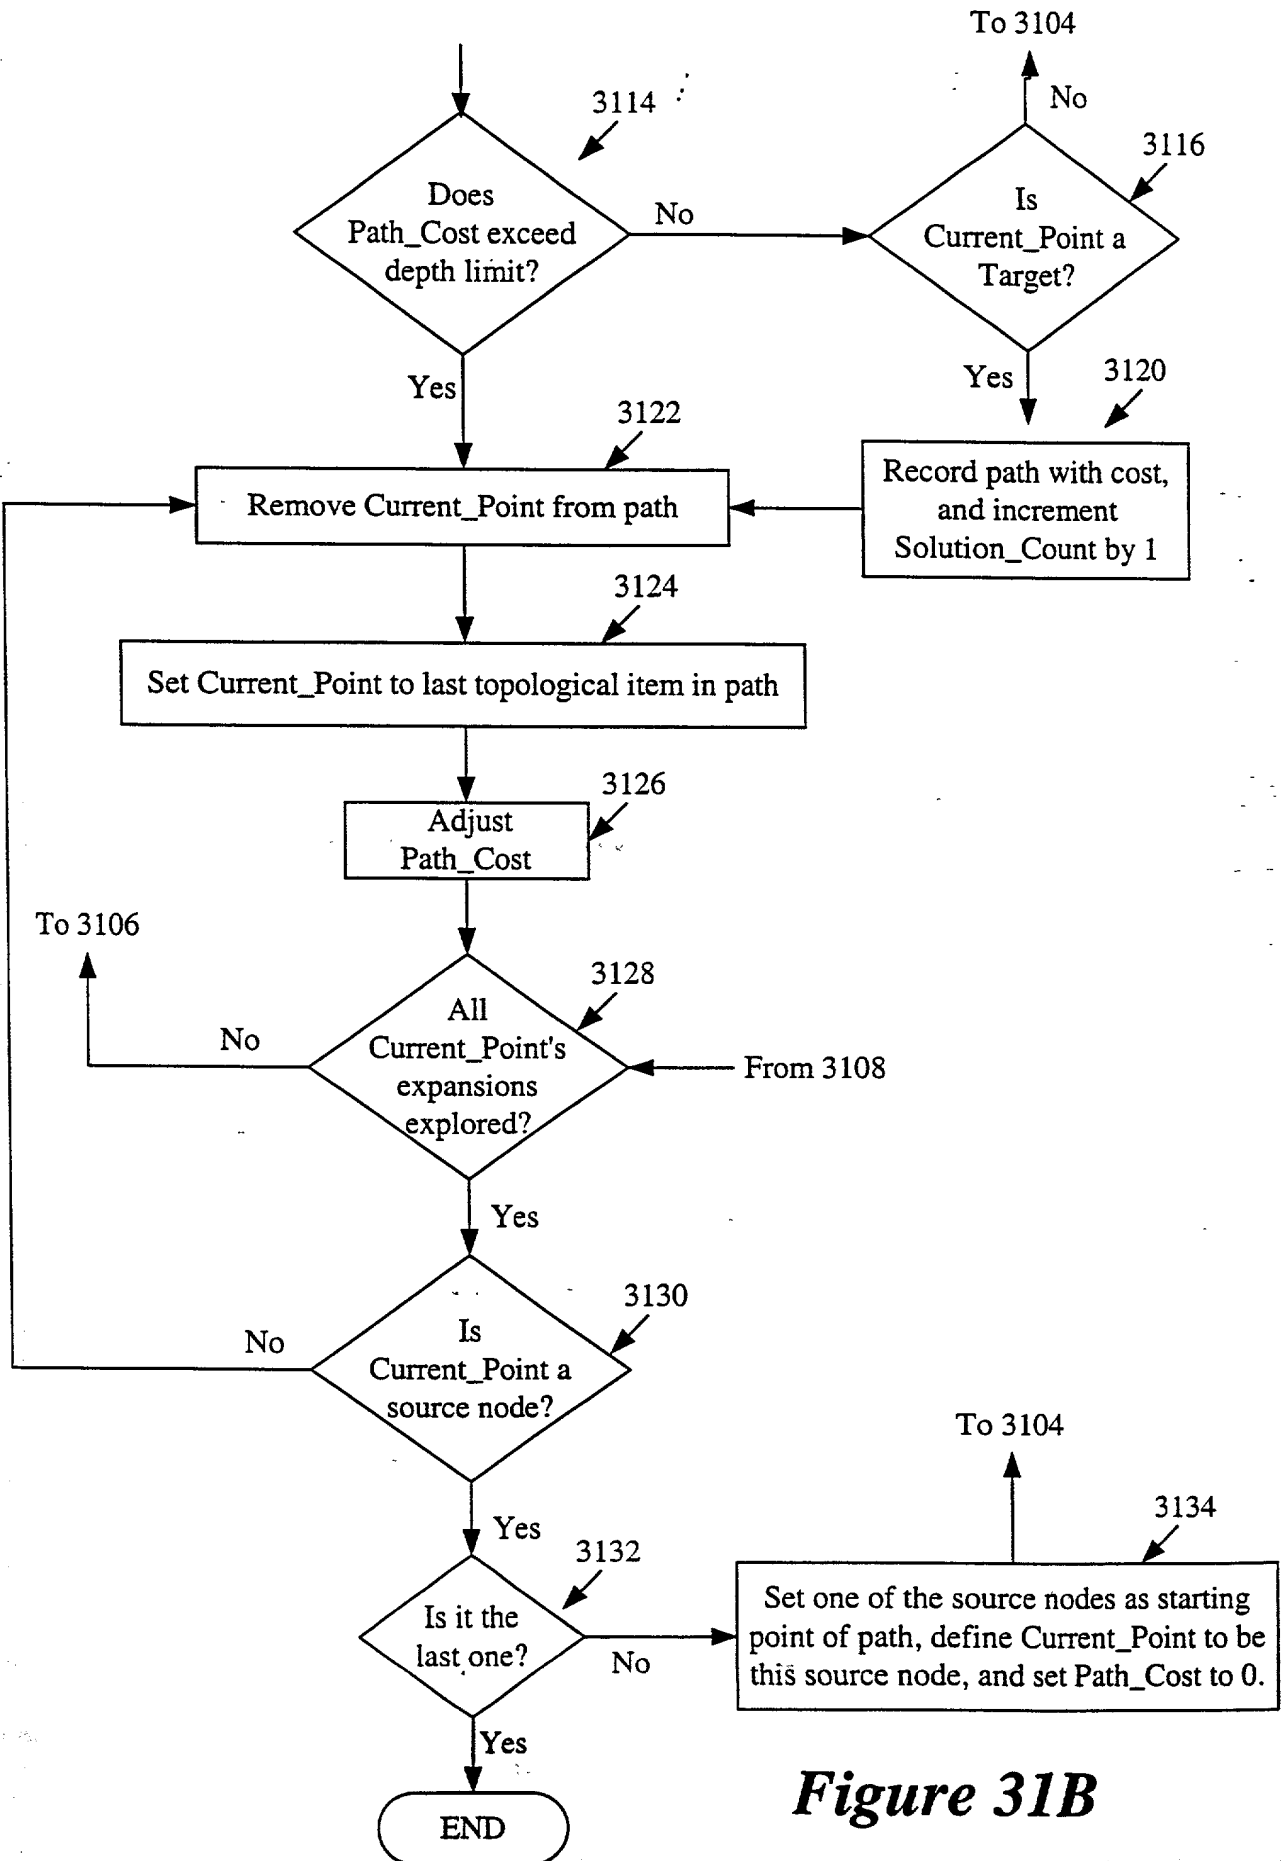 To 3104
No
3114
3116
Does
Path_Cost exceed
depth limit?
No
Is
Current_Point a
Target?
Yes
Yes
3120
3122
Remove Current_Point from path
Record path with cost,
and increment
Solution_Count by 1
3124
Set Current_Point to last topological item in path
3126
Adjust
Path_Cost
To 3106
3128
No
All
Current_Point's
expansions
explored?
From 3108
Yes
3130
No
Is
Current_Point a
source node?
To 3104
Yes
3134
3132
Is it the
last one?
No
Set one of the source nodes as starting
point of path, define Current_Point to be
this source node, and set Path_Cost to 0.
Yes
END
Figure 31B